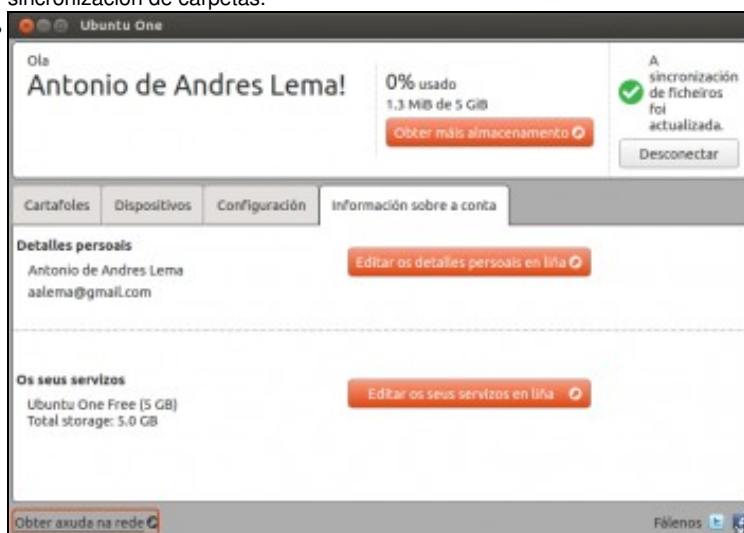 sincronización de carpetas.
Ubuntu One
Ola
Antonio de Andres Lema!
0% usado
1.3 MiB de 5 GiB
Obter máis almacenamento
A
sincronización
de ficheiros
foi
actualizada.
Desconectar
Cartafoles
Dispositivos
Configuración
Información sobre a conta
Detalles persoais
Antonio de Andres Lema
aalema@gmail.com
Editar os detalles persoais en liña
Os seus servizos
Ubuntu One Free (5 GB)
Total storage: 5.0 GB
Editar os seus servizos en liña
Obter axuda na rede
Fálenos